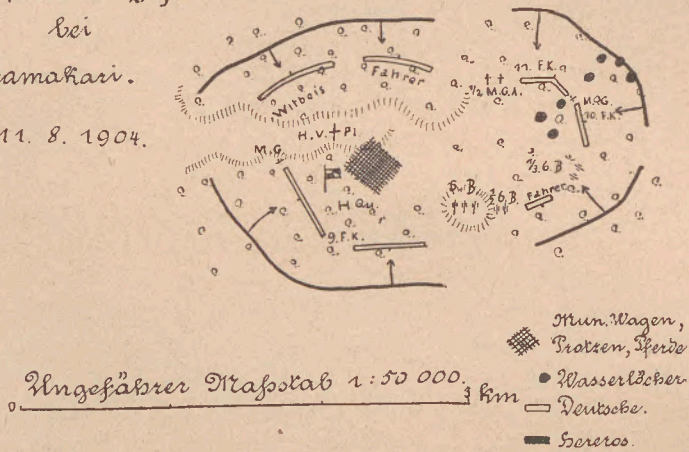 bei
amakari.
11. 8. 1904.
Witbois
Fahrer
11. F.K.
1/2 M.G.A.
M.G.
10. F.K.
H.V. Pl.
M.G.
H Qu.
9. F.K.
5. B.
1/2 6. B.
1/3 6. B
Fahrer
Mun. Wagen,
Protzen, Pferde
Wasserlöcher
Deutsche.
Hereros.
Ungefährer Maßstab 1:50 000.
0 3 km